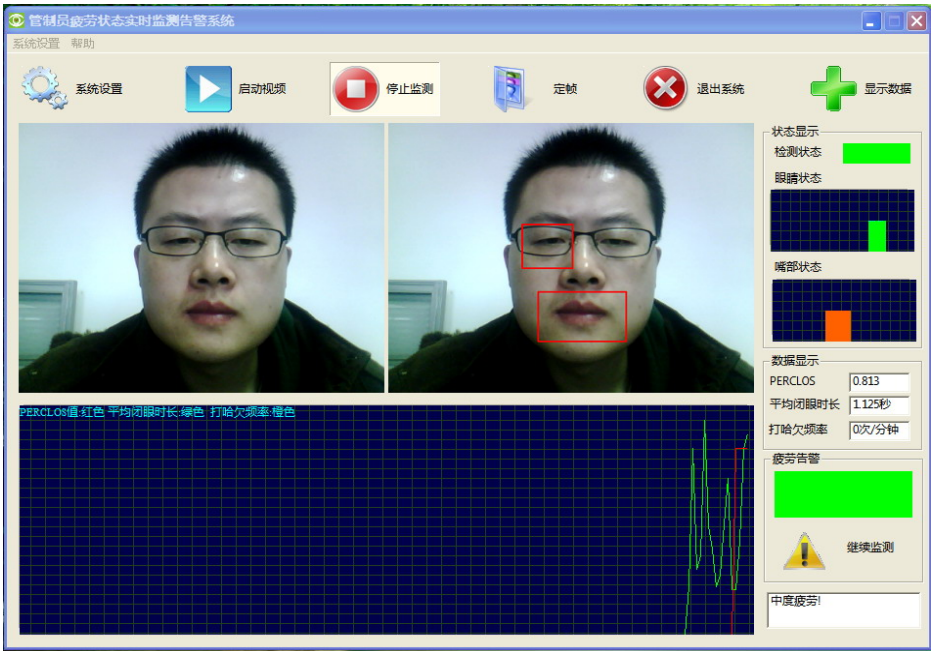 管制员疲劳状态实时监测告警系统
系统设置 帮助
系统设置 启动视频 停止监测 定帧 退出系统 显示数据
状态显示
检测状态
眼睛状态
嘴部状态
数据显示
PERCLOS 0.813
平均闭眼时长 1.125秒
打哈欠频率 0次/分钟
PERCLOS值:红色 平均闭眼时长:绿色 打哈欠频率:橙色
疲劳告警
继续监测
中度疲劳!